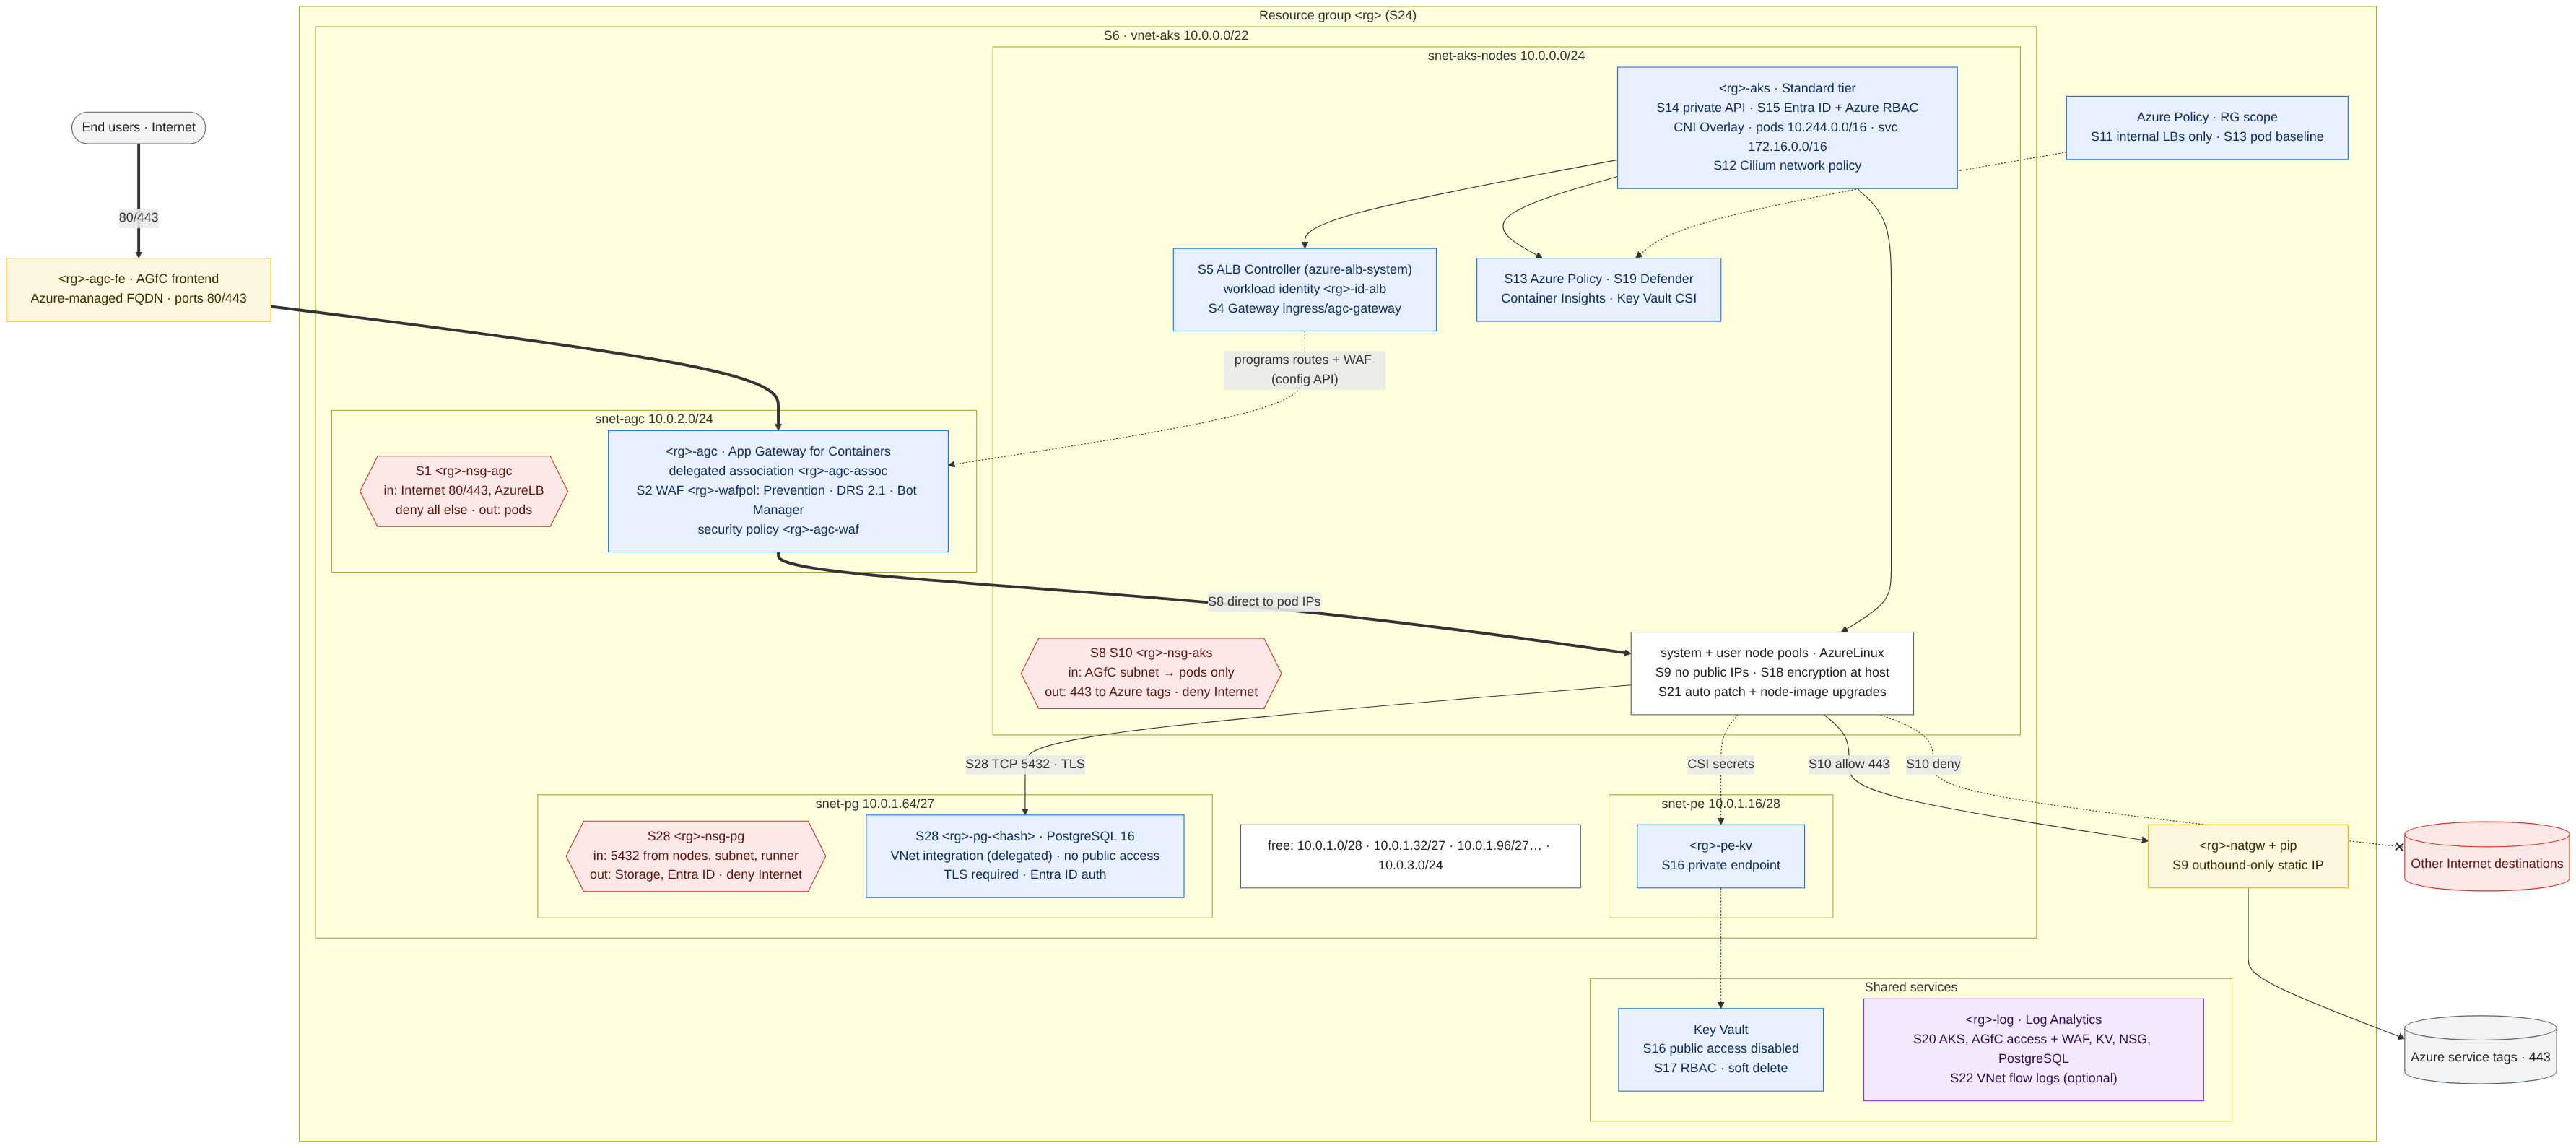 Resource group <rg> (S24)
S6 · vnet-aks 10.0.0.0/22
snet-aks-nodes 10.0.0.0/24
<rg>-aks · Standard tier
S14 private API · S15 Entra ID + Azure RBAC
CNI Overlay · pods 10.244.0.0/16 · svc
172.16.0.0/16
S12 Cilium network policy
Azure Policy · RG scope
S11 internal LBs only · S13 pod baseline
End users · Internet
80/443
<rg>-agc-fe · AGfC frontend
Azure-managed FQDN · ports 80/443
S5 ALB Controller (azure-alb-system)
workload identity <rg>-id-alb
S4 Gateway ingress/agc-gateway
S13 Azure Policy · S19 Defender
Container Insights · Key Vault CSI
programs routes + WAF
(config API)
snet-agc 10.0.2.0/24
S1 <rg>-nsg-agc
in: Internet 80/443, AzureLB
deny all else · out: pods
<rg>-agc · App Gateway for Containers
delegated association <rg>-agc-assoc
S2 WAF <rg>-wafpol: Prevention · DRS 2.1 · Bot
Manager
security policy <rg>-agc-waf
S8 direct to pod IPs
S8 S10 <rg>-nsg-aks
in: AGfC subnet → pods only
out: 443 to Azure tags · deny Internet
system + user node pools · AzureLinux
S9 no public IPs · S18 encryption at host
S21 auto patch + node-image upgrades
S28 TCP 5432 · TLS
CSI secrets
S10 allow 443
S10 deny
snet-pg 10.0.1.64/27
S28 <rg>-nsg-pg
in: 5432 from nodes, subnet, runner
out: Storage, Entra ID · deny Internet
S28 <rg>-pg-<hash> · PostgreSQL 16
VNet integration (delegated) · no public access
TLS required · Entra ID auth
free: 10.0.1.0/28 · 10.0.1.32/27 · 10.0.1.96/27… ·
10.0.3.0/24
snet-pe 10.0.1.16/28
<rg>-pe-kv
S16 private endpoint
<rg>-natgw + pip
S9 outbound-only static IP
Other Internet destinations
Shared services
Key Vault
S16 public access disabled
S17 RBAC · soft delete
<rg>-log · Log Analytics
S20 AKS, AGfC access + WAF, KV, NSG,
PostgreSQL
S22 VNet flow logs (optional)
Azure service tags · 443